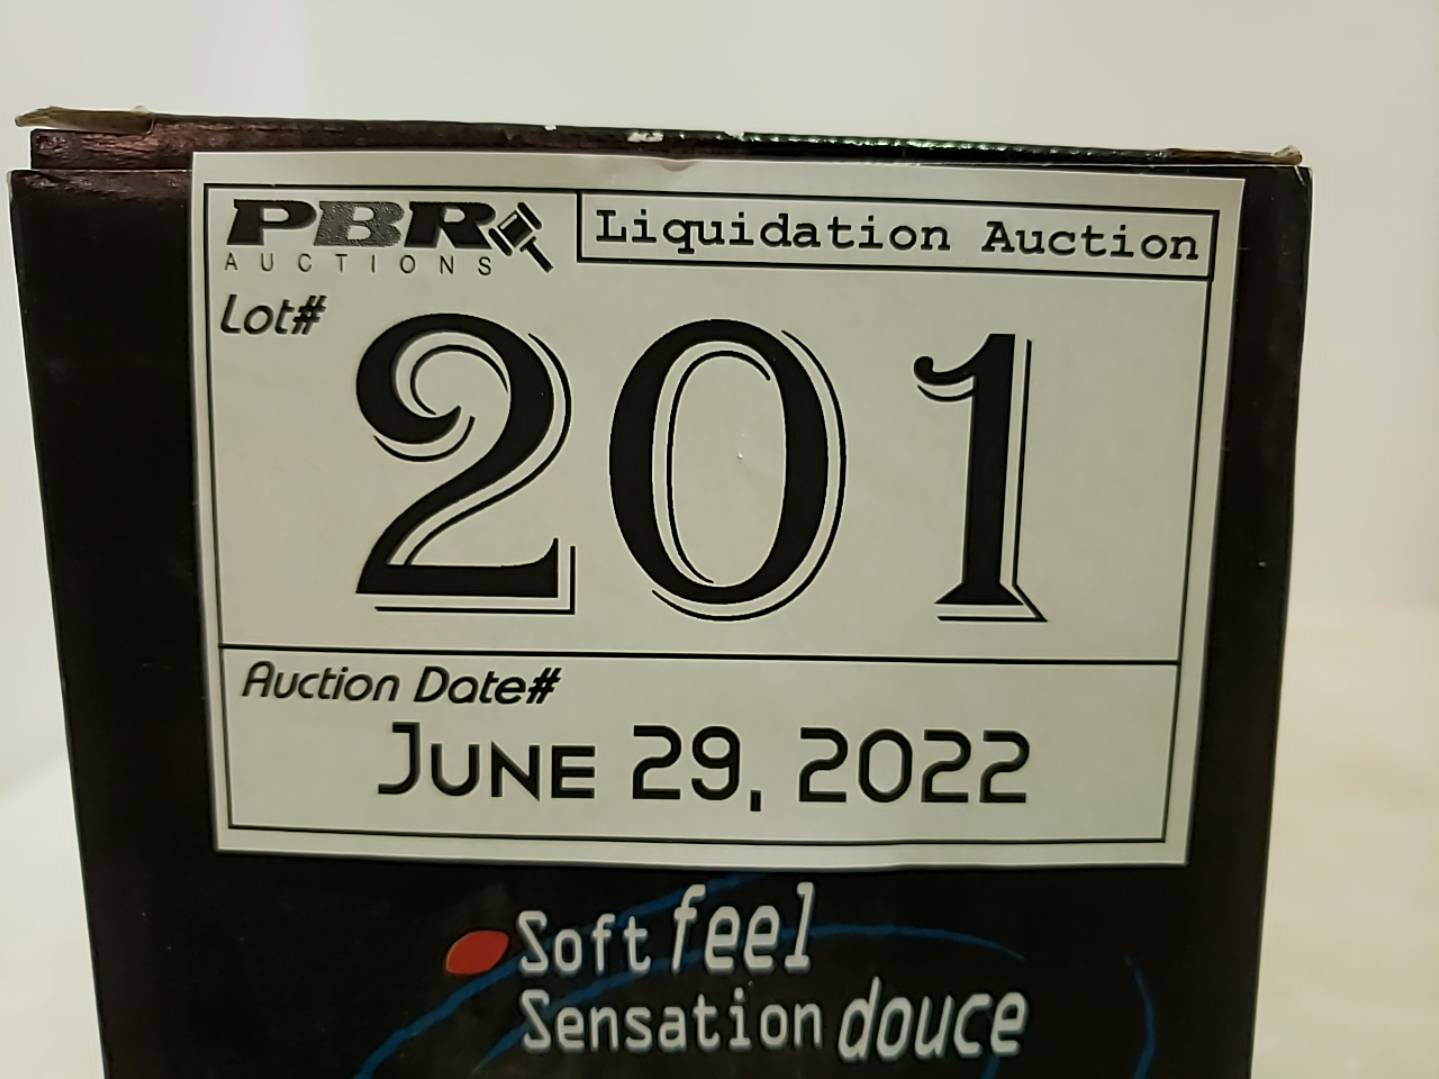 PBR
AUCTIONS
Liquidation Auction
Lot#
201
Auction Date#
JUNE 29, 2022
Soft feel
Sensation douce